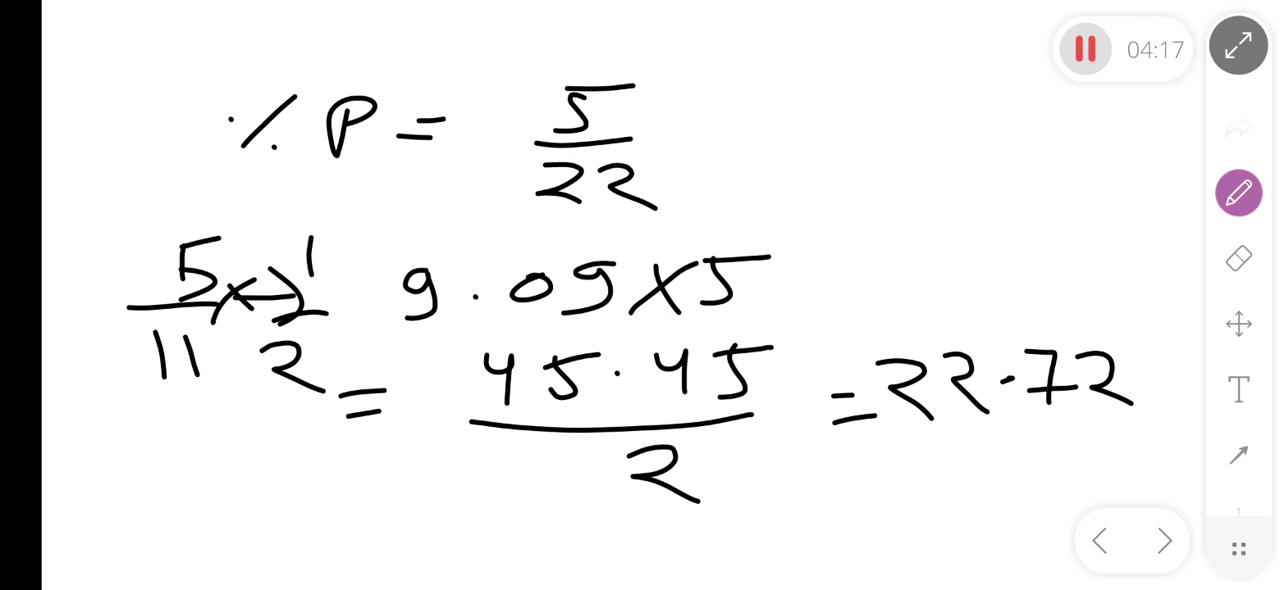 04:17
% P = 5/22
5/11 × 1/2 9.09 × 5
= 45.45/2 = 22.72
T